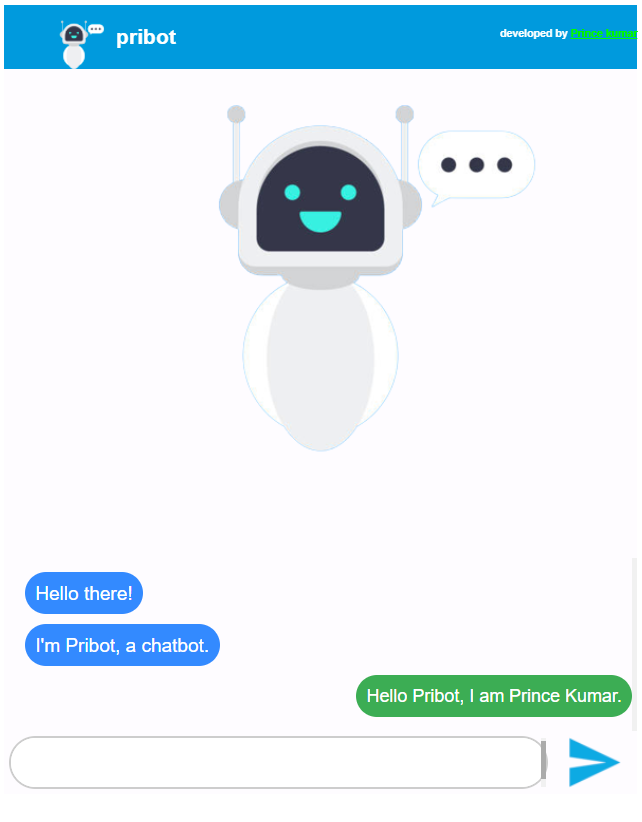 pribot
developed by Prince kumar
Hello there!
I'm Pribot, a chatbot.
Hello Pribot, I am Prince Kumar.